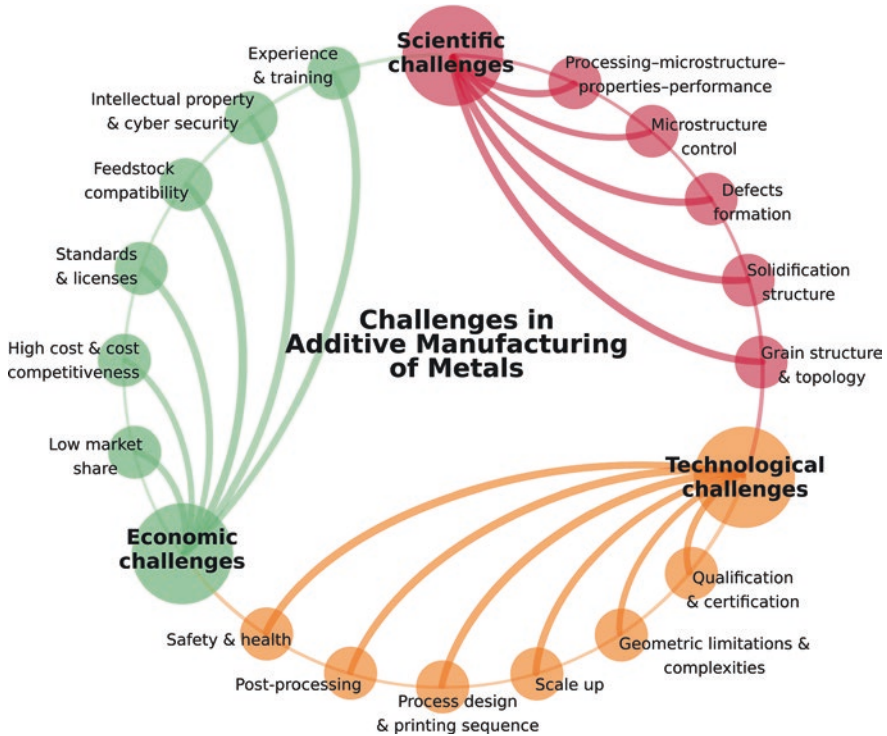 Scientific
challenges
Experience
& training
Processing–microstructure–
properties–performance
Intellectual property
& cyber security
Microstructure
control
Feedstock
compatibility
Defects
formation
Standards
& licenses
Solidification
structure
Challenges in
Additive Manufacturing
of Metals
High cost & cost
competitiveness
Grain structure
& topology
Low market
share
Technological
challenges
Economic
challenges
Qualification
& certification
Safety & health
Geometric limitations &
complexities
Post-processing
Scale up
Process design
& printing sequence